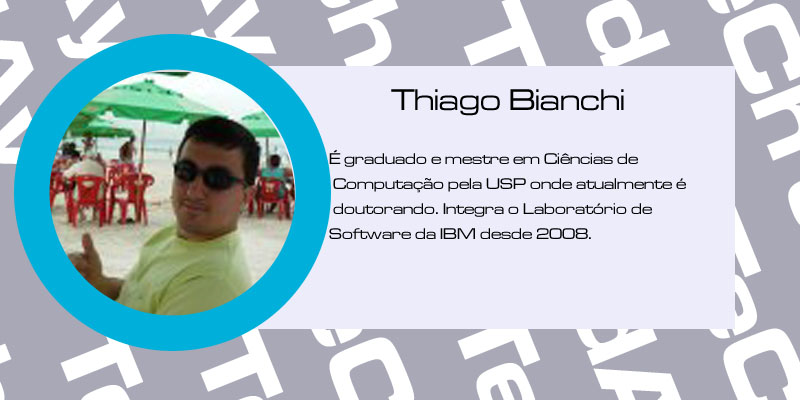 Thiago Bianchi
É graduado e mestre em Ciências de
Computação pela USP onde atualmente é
doutorando. Integra o Laboratório de
Software da IBM desde 2008.